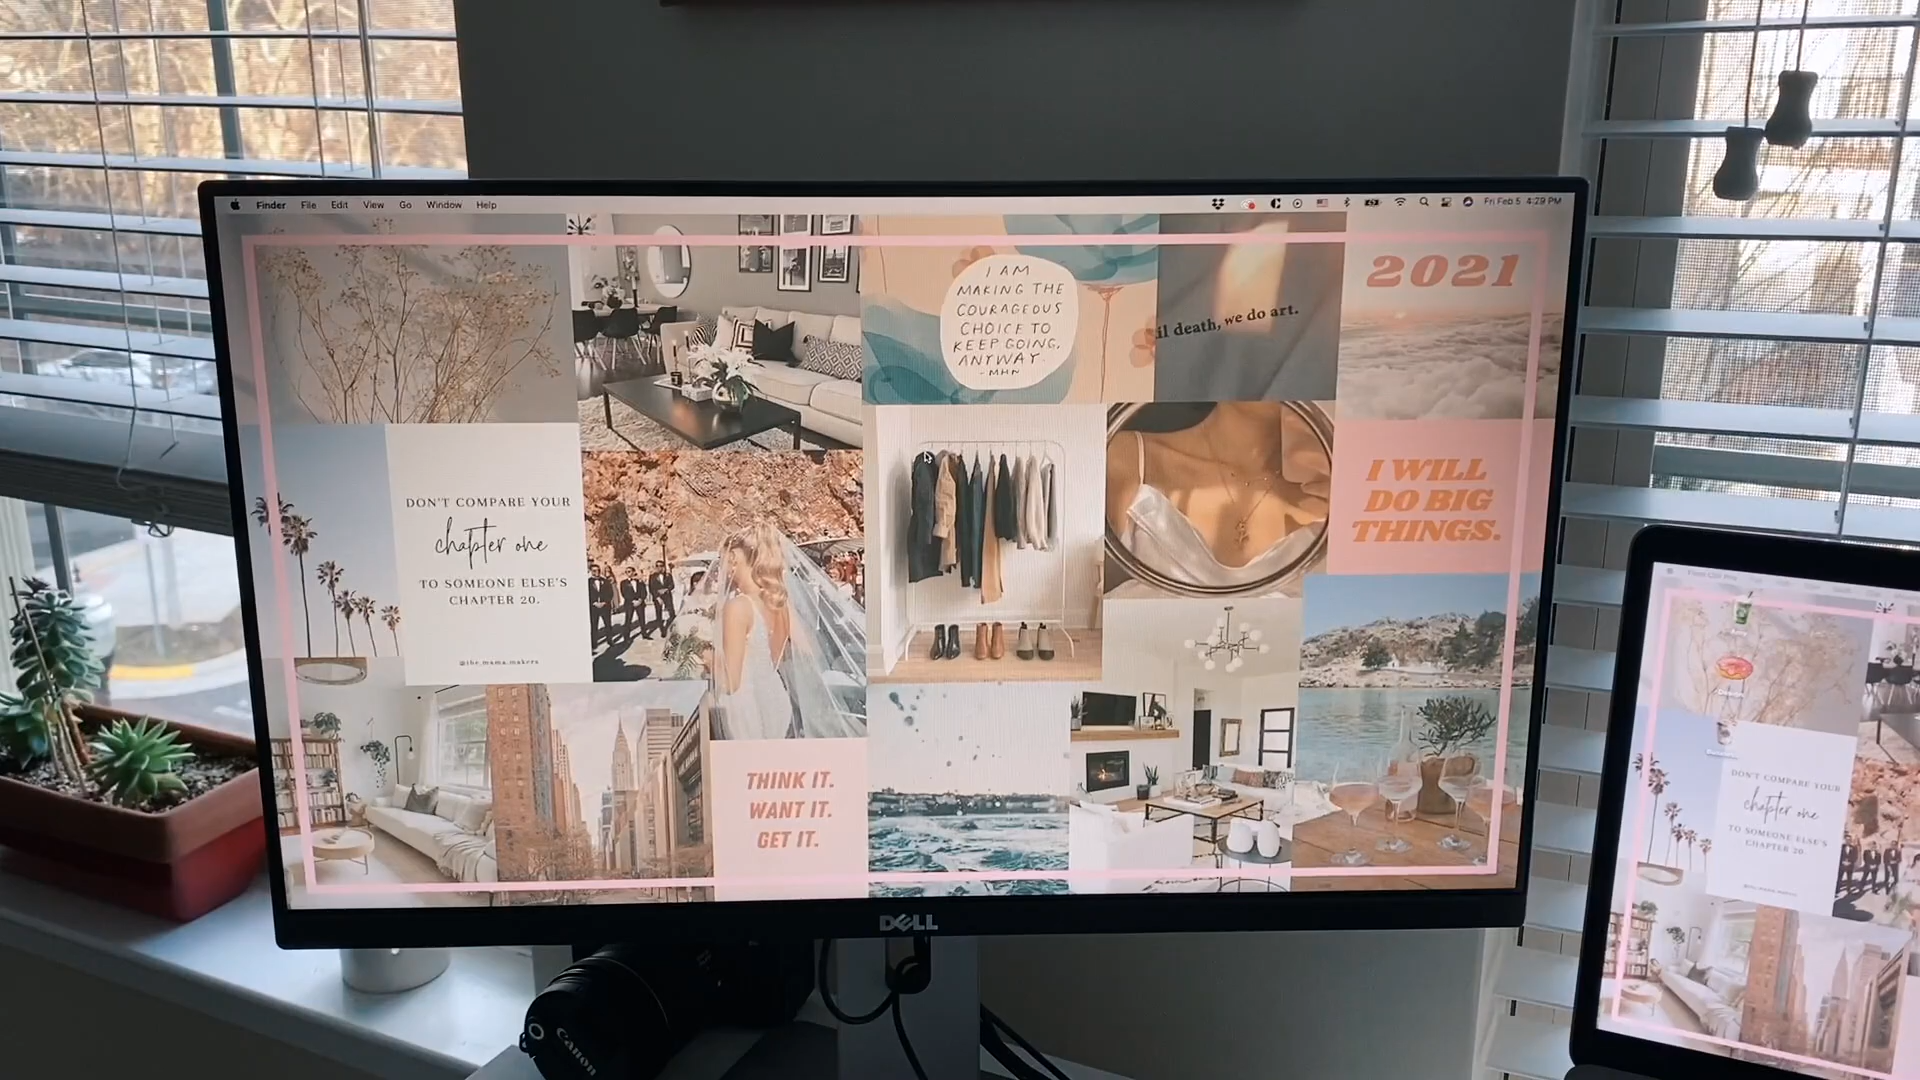 Finder File Edit View Go Window Help
Fri Feb 5 4:29 PM
I AM
MAKING THE
COURAGEOUS
CHOICE TO
KEEP GOING,
ANYWAY.
-MHN
il death, we do art.
2021
DON'T COMPARE YOUR
chapter one
TO SOMEONE ELSE'S
CHAPTER 20.
@the.mama.makers
I WILL
DO BIG
THINGS.
THINK IT.
WANT IT.
GET IT.
DELL
Canon
DON'T COMPARE YOUR
chapter one
TO SOMEONE ELSE'S
CHAPTER 20.